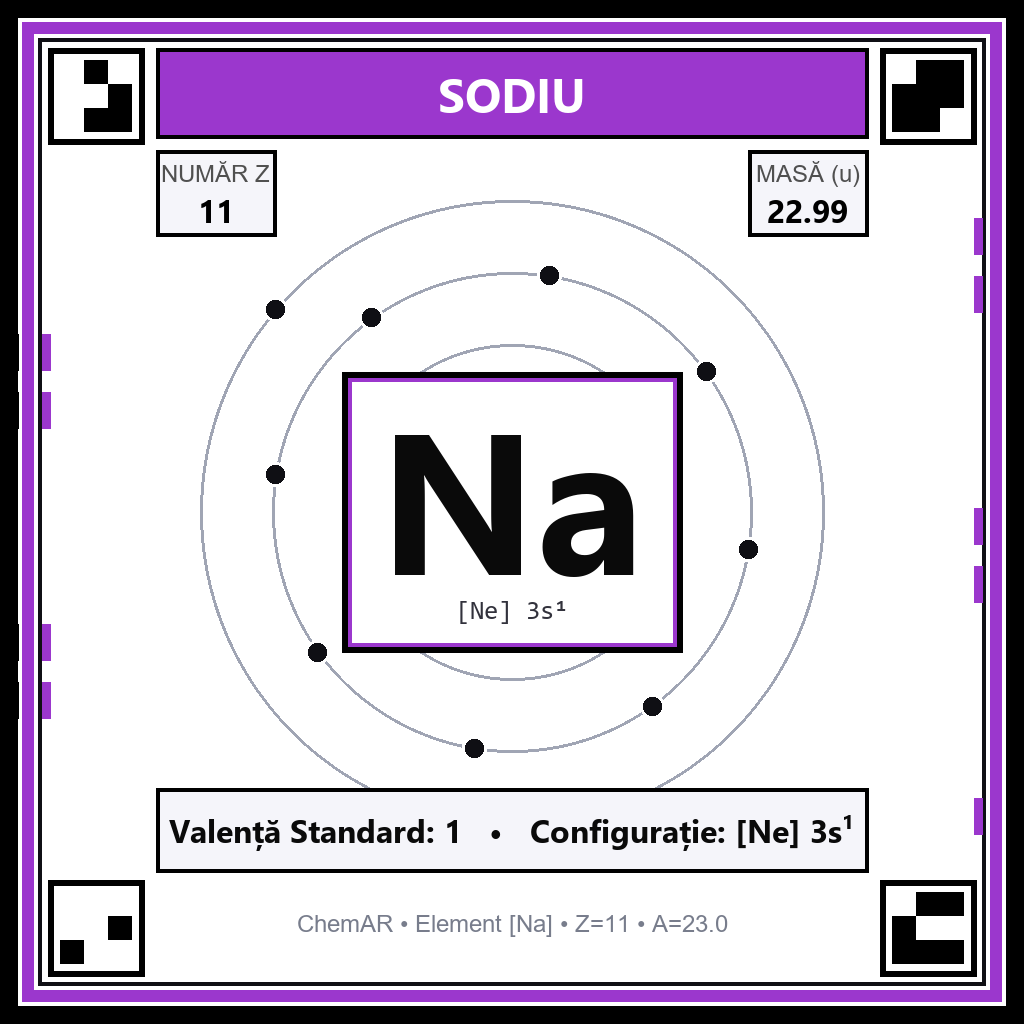 SODIU
NUMĂR Z
11
MASĂ (u)
22.99
Na
[Ne] 3s¹
Valență Standard: 1 • Configurație: [Ne] 3s¹
ChemAR • Element [Na] • Z=11 • A=23.0